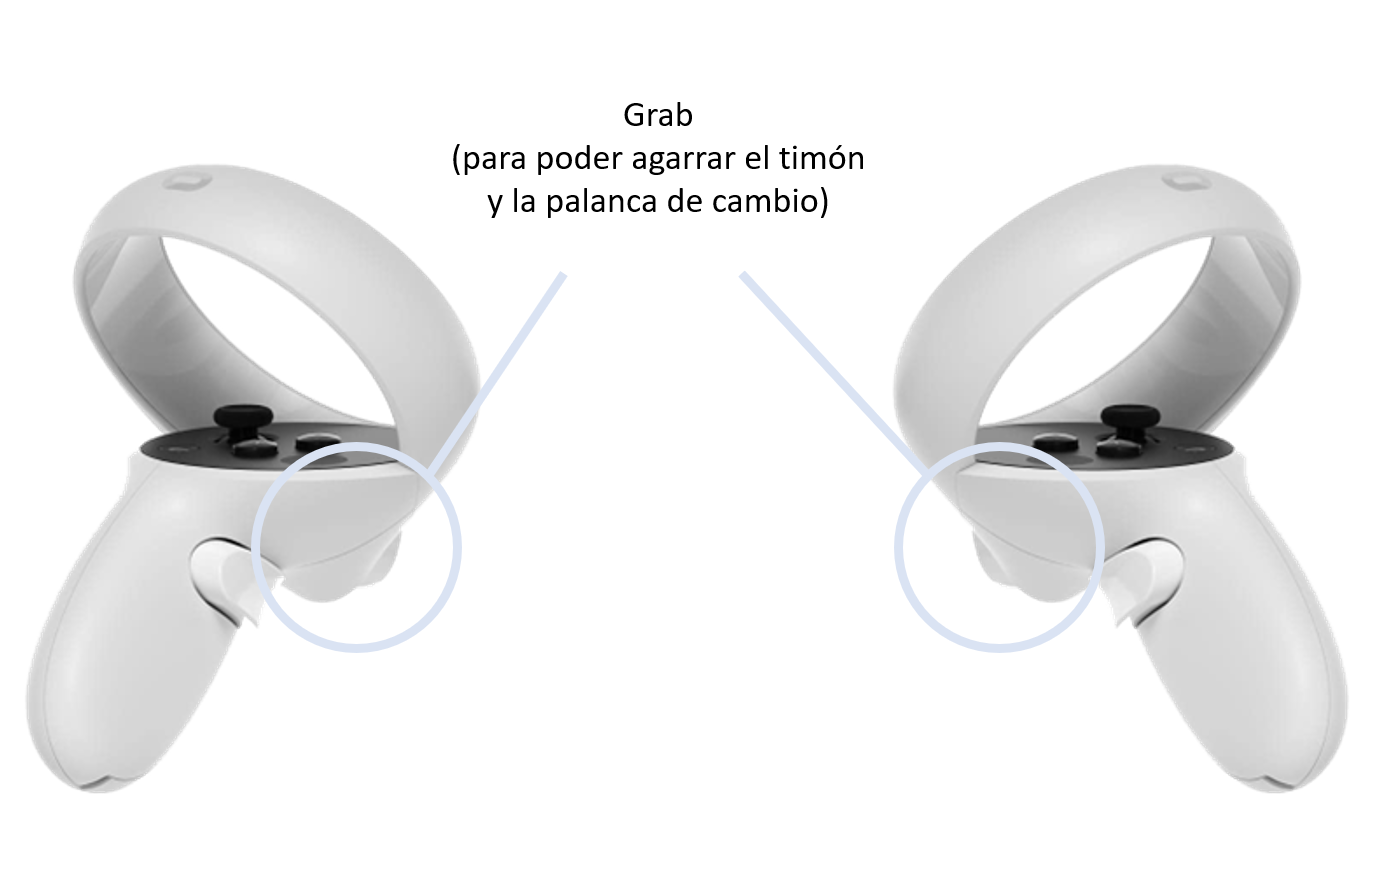 Grab
(para poder agarrar el timón
y la palanca de cambio)